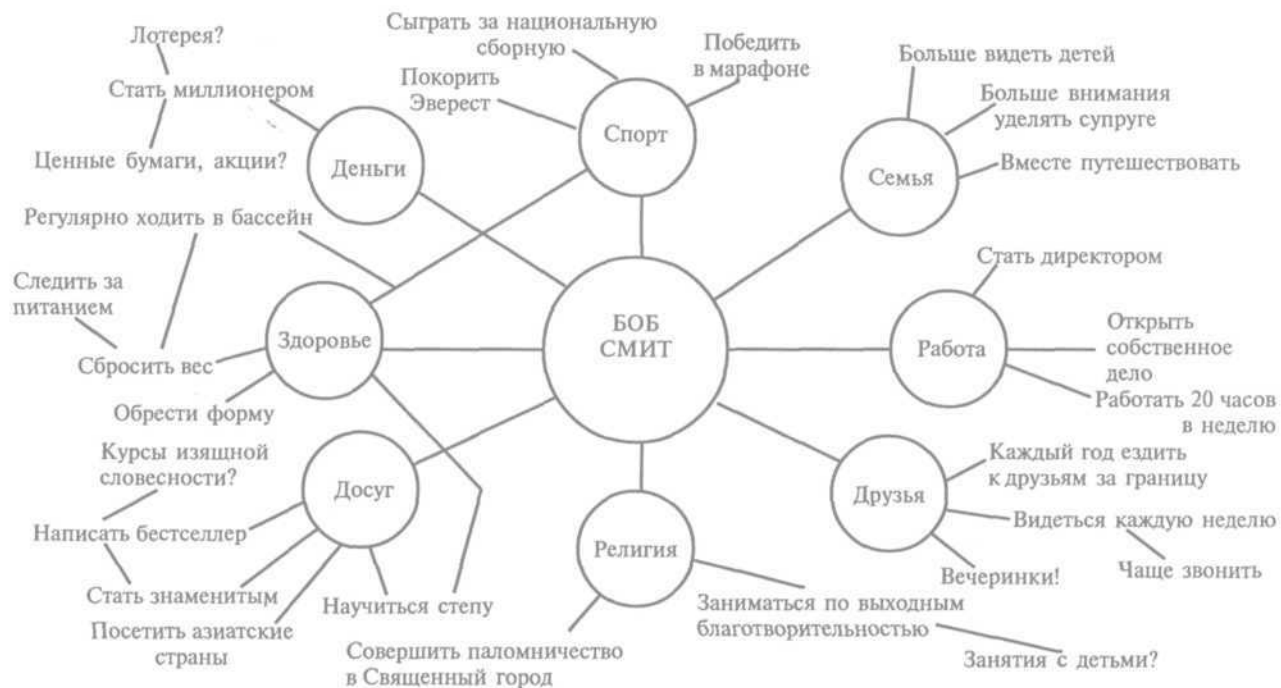 Лотерея?
Стать миллионером
Ценные бумаги, акции?
Деньги
Сыграть за национальную
сборную
Покорить
Эверест
Победить
в марафоне
Спорт
Больше видеть детей
Больше внимания
уделять супруге
Вместе путешествовать
Семья
Регулярно ходить в бассейн
Следить за
питанием
Сбросить вес
Обрести форму
Здоровье
БОБ
СМИТ
Стать директором
Работа
Открыть
собственное
дело
Работать 20 часов
в неделю
Курсы изящной
словесности?
Написать бестселлер
Стать знаменитым
Посетить азиатские
страны
Досуг
Научиться степу
Религия
Совершить паломничество
в Священный город
Заниматься по выходным
благотворительностью
Занятия с детьми?
Друзья
Каждый год ездить
к друзьям за границу
Видеться каждую неделю
Чаще звонить
Вечеринки!